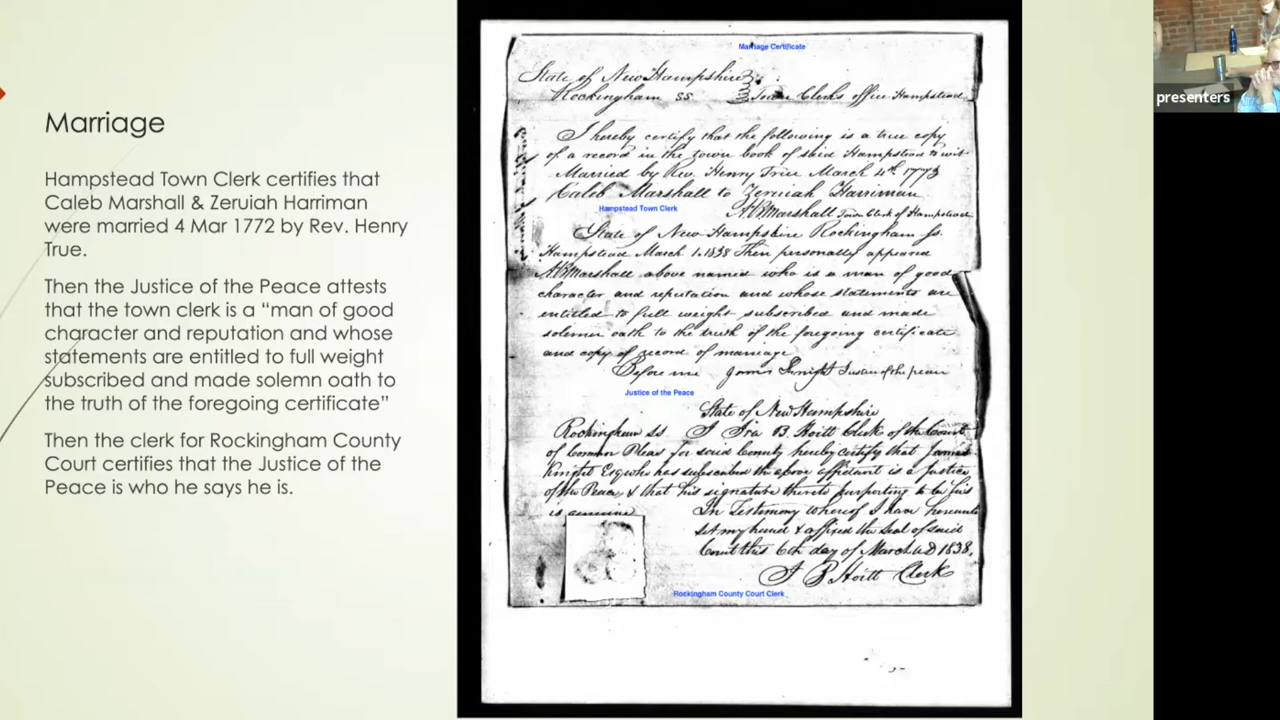 Marriage
Hampstead Town Clerk certifies that
Caleb Marshall & Zeruiah Harriman
were married 4 Mar 1772 by Rev. Henry
True.
Then the Justice of the Peace attests
that the town clerk is a “man of good
character and reputation and whose
statements are entitled to full weight
subscribed and made solemn oath to
the truth of the foregoing certificate”
Then the clerk for Rockingham County
Court certifies that the Justice of the
Peace is who he says he is.
Marriage Certificate
State of New Hampshire
Rockingham SS Town Clerk's office Hampstead
I hereby certify that the following is a true copy
of a record in the town book of said Hampstead to wit
Married by Rev. Henry True March 4th 1773
Caleb Marshall to Zeruiah Harriman
Hampstead Town Clerk
Marshall Town Clerk of Hampstead
State of New Hampshire Rockingham Ss.
Hampstead March 1. 1838 Then personally appeared
Marshall above named who is a man of good
character and reputation and whose statements are
entitled to full weight subscribed and made
solemn oath to the truth of the foregoing certificate
and copy of record of marriage
Before me James Knight Justice of the peace
Justice of the Peace
State of New Hampshire
Rockingham Ss I Ira B. Hoitt Clerk of the Court
of Common Pleas for said County hereby certify that James
Knight Esq who has subscribed the above affidavit is a Justice
of the Peace & that his signature thereto purporting to be his
is genuine In Testimony whereof I have hereunto
set my hand & affixed the Seal of said
Court this 6th day of March AD 1838,
I B Hoitt Clerk
Rockingham County Court Clerk
presenters